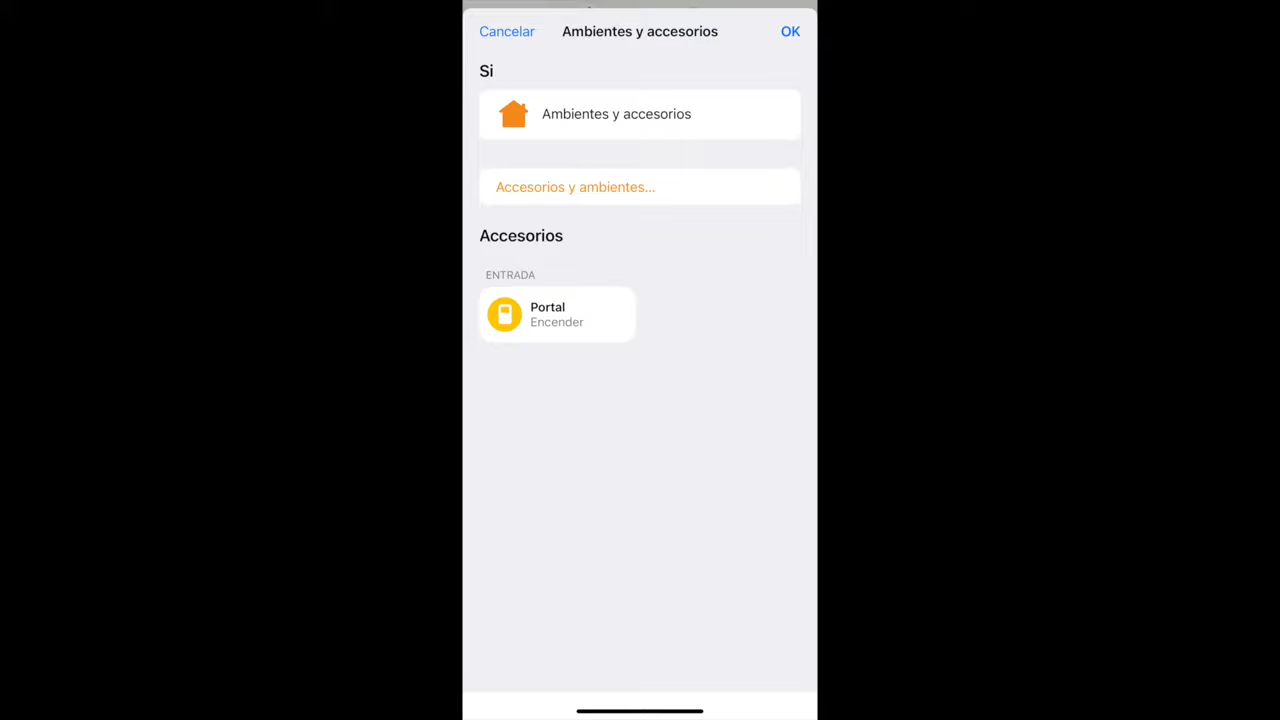 Cancelar
Ambientes y accesorios
OK
Si
Ambientes y accesorios
Accesorios y ambientes...
Accesorios
ENTRADA
Portal
Encender